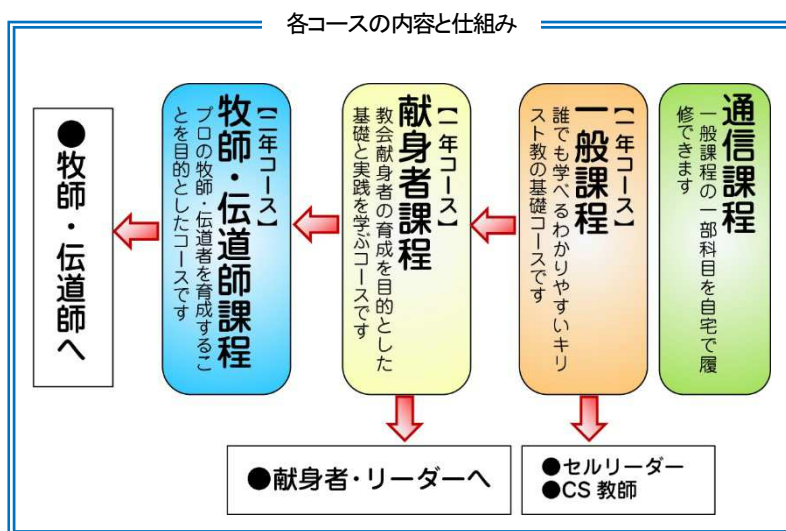 各コースの内容と仕組み
通信課程
一般課程の一部科目を自宅で履
修できます
【一年コース】
一般課程
誰でも学べるわかりやすいキリ
スト教の基礎コースです
【一年コース】
献身者課程
教会献身者の育成を目的とした
基礎と実践を学ぶコースです
【二年コース】
牧師・伝道師課程
プロの牧師・伝道者を育成するこ
とを目的としたコースです
●牧師・伝道師へ
●献身者・リーダーへ
●セルリーダー
●CS 教師